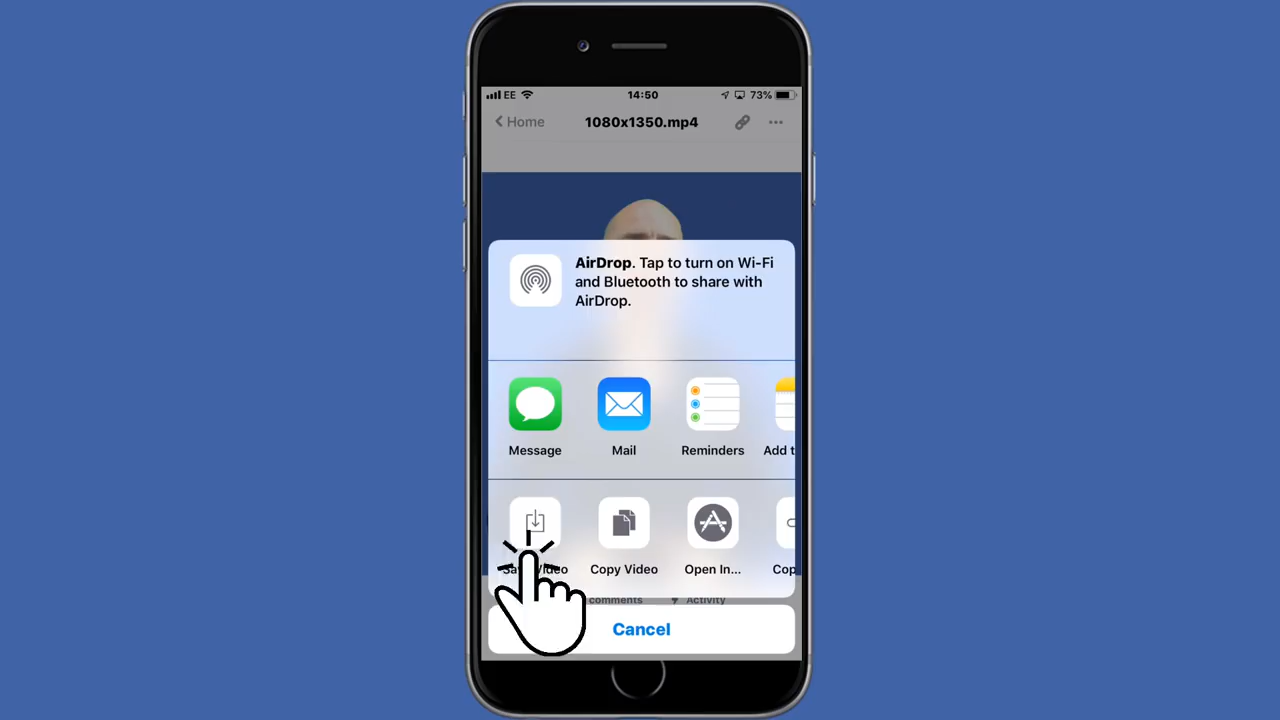 EE 14:50 73%
Home 1080x1350.mp4
AirDrop. Tap to turn on Wi-Fi
and Bluetooth to share with
AirDrop.
Message Mail Reminders Add t
Copy Video Open In... Cop
comments Activity
Cancel